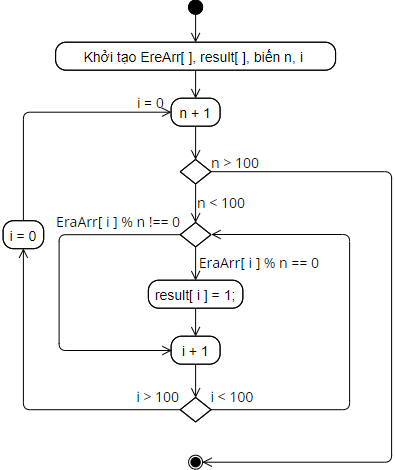 Khởi tạo EreArr[ ], result[ ], biến n, i
i = 0
n + 1
n > 100
n < 100
EraArr[ i ] % n !== 0
i = 0
EraArr[ i ] % n == 0
result[ i ] = 1;
i + 1
i > 100
i < 100